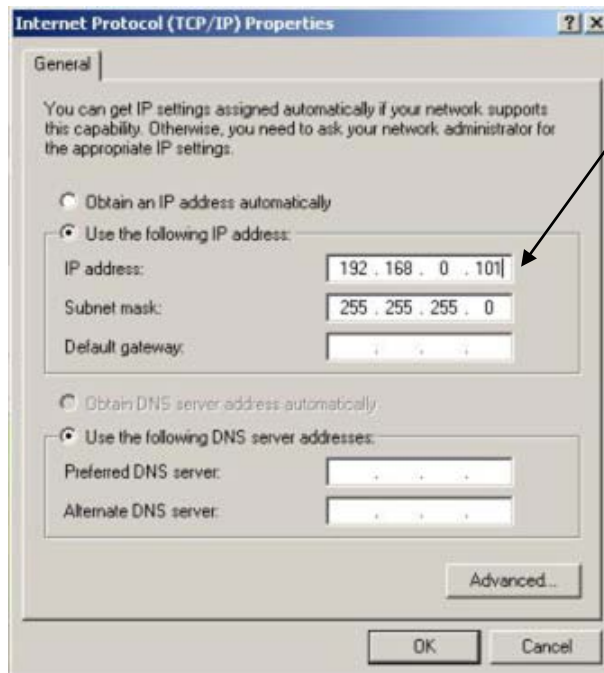 Internet Protocol (TCP/IP) Properties
General
You can get IP settings assigned automatically if your network supports
this capability. Otherwise, you need to ask your network administrator for
the appropriate IP settings.
Obtain an IP address automatically
Use the following IP address:
IP address: 192 . 168 . 0 . 101
Subnet mask: 255 . 255 . 255 . 0
Default gateway: . . .
Obtain DNS server address automatically
Use the following DNS server addresses:
Preferred DNS server: . . .
Alternate DNS server: . . .
Advanced...
OK Cancel